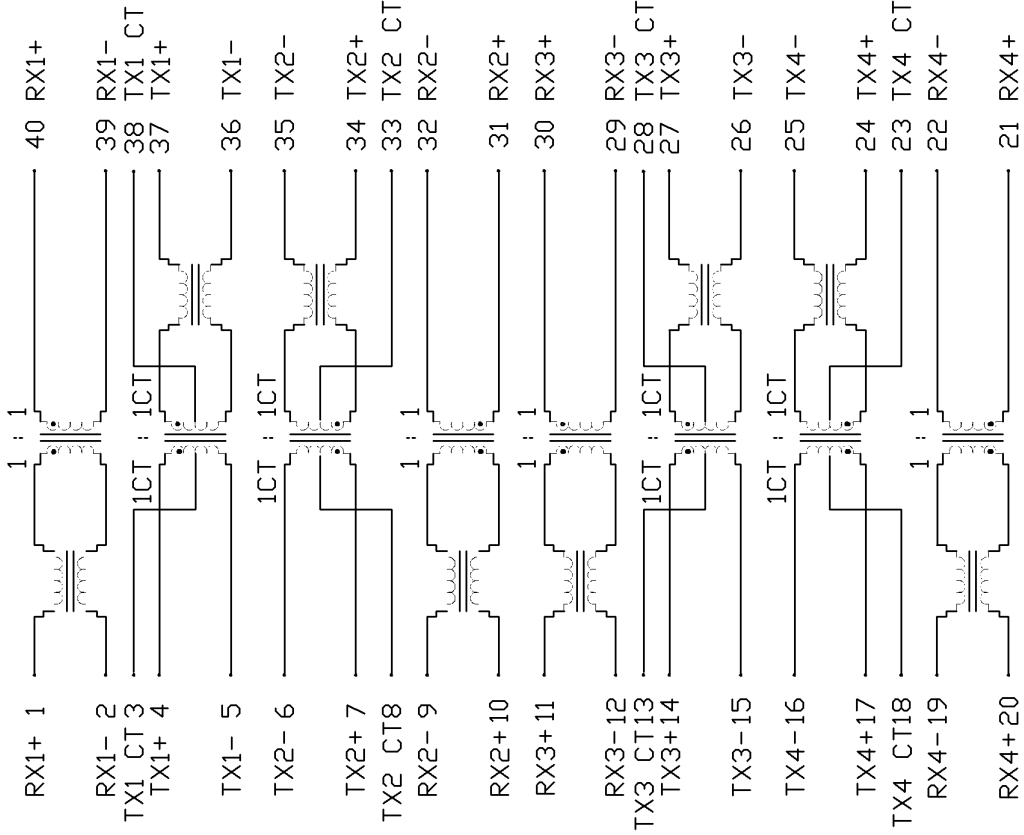 40 RX1+
39 RX1-
38 TX1 CT
37 TX1+
36 TX1-
35 TX2-
34 TX2+
33 TX2 CT
32 RX2-
31 RX2+
30 RX3+
29 RX3-
28 TX3 CT
27 TX3+
26 TX3-
25 TX4-
24 TX4+
23 TX4 CT
22 RX4-
21 RX4+
1 : 1
1CT : 1CT
1CT : 1CT
1 : 1
1 : 1
1CT : 1CT
1CT : 1CT
1 : 1
RX1+ 1
RX1- 2
TX1 CT 3
TX1+ 4
TX1- 5
TX2- 6
TX2+ 7
TX2 CT8
RX2- 9
RX2+10
RX3+11
RX3-12
TX3 CT13
TX3+14
TX3-15
TX4-16
TX4+17
TX4 CT18
RX4-19
RX4+20